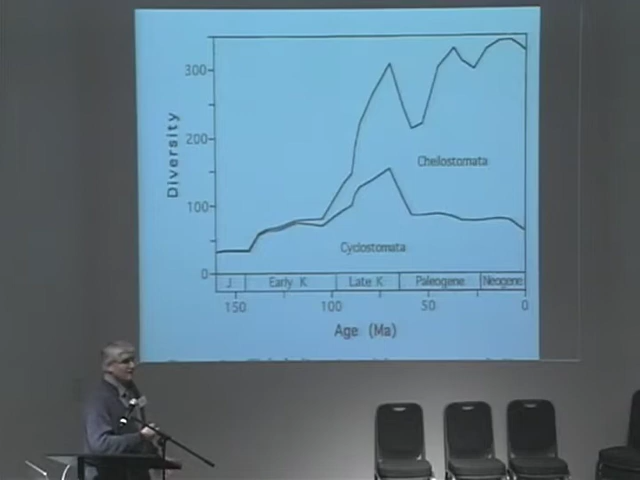 300
200
100
0
Diversity
Cheilostomata
Cyclostomata
J Early K Late K Paleogene Neogene
150 100 50 0
Age (Ma)